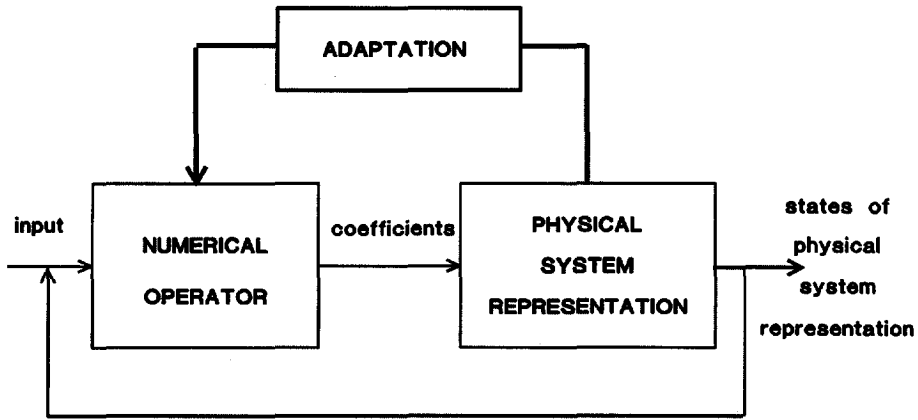 ADAPTATION
input
NUMERICAL
OPERATOR
coefficients
PHYSICAL
SYSTEM
REPRESENTATION
states of
physical
system
representation